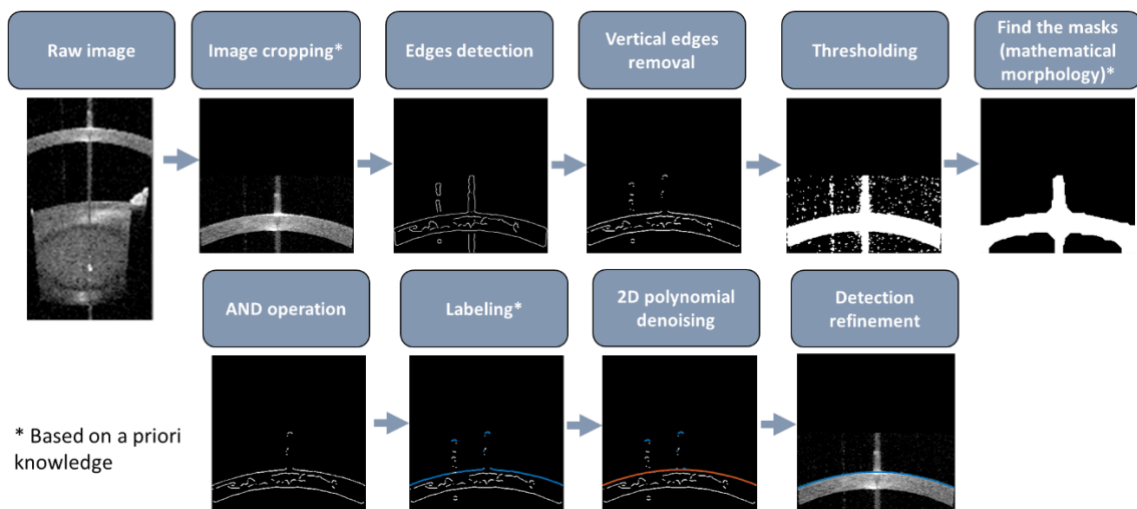 Raw image
Image cropping*
Edges detection
Vertical edges
removal
Thresholding
Find the masks
(mathematical
morphology)*
AND operation
Labeling*
2D polynomial
denoising
Detection
refinement
* Based on a priori
knowledge